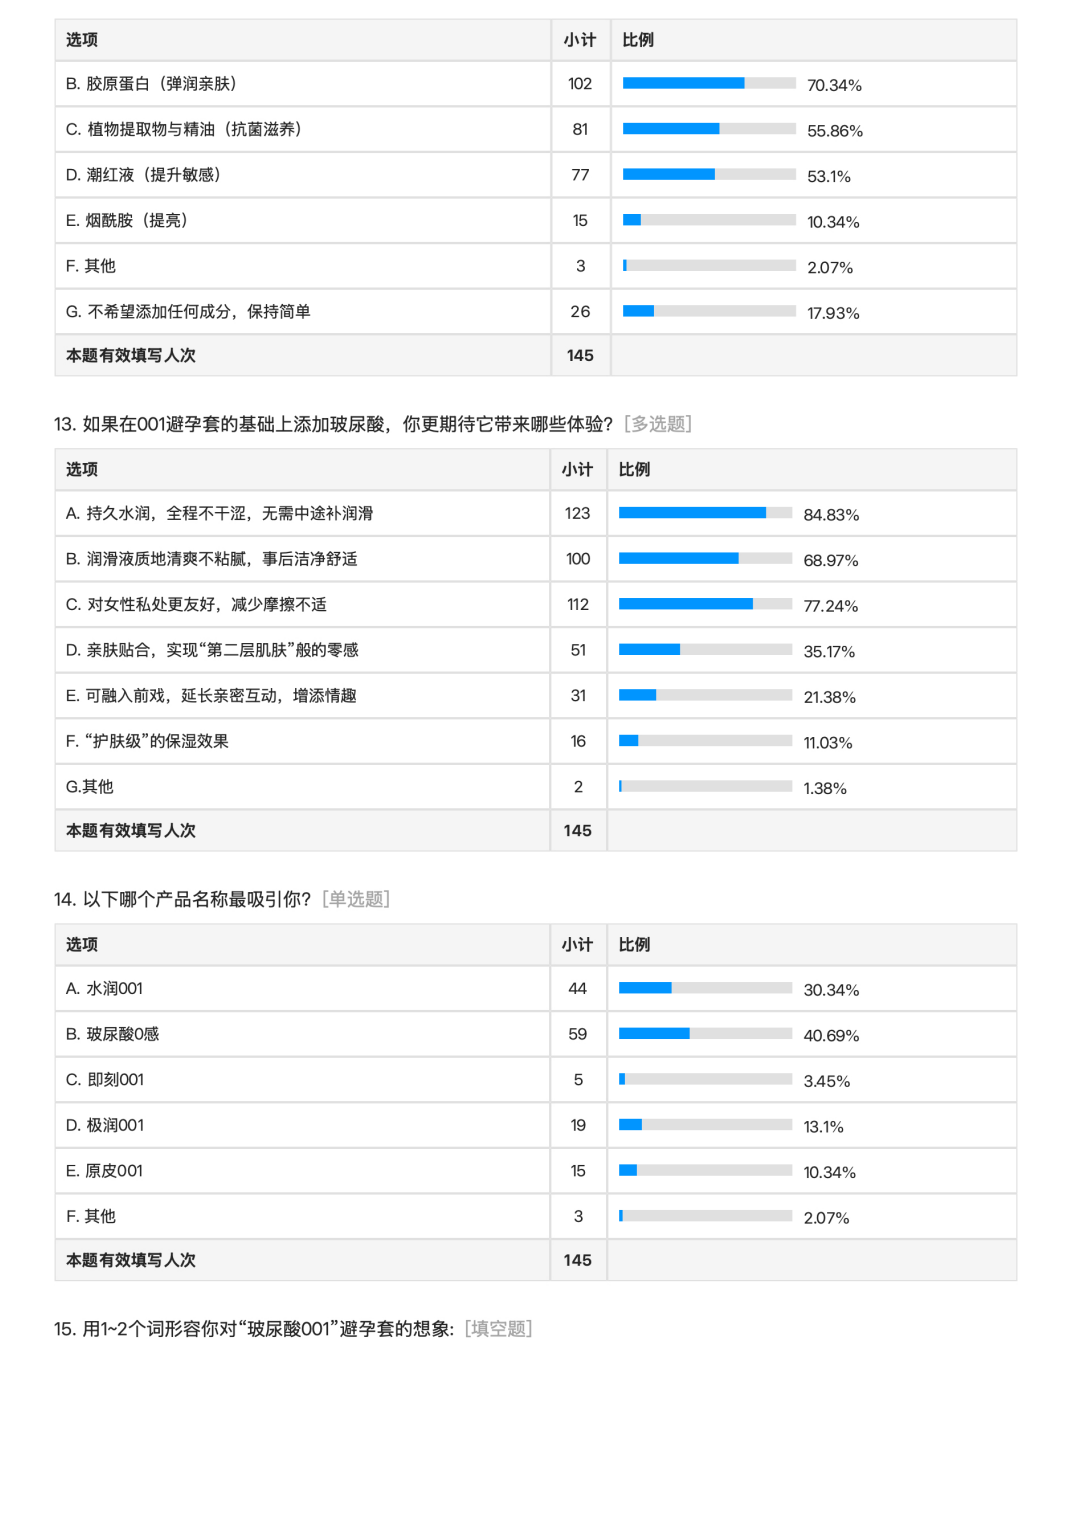 选项 小计 比例
B. 胶原蛋白（弹润亲肤） 102 70.34%
C. 植物提取物与精油（抗菌滋养） 81 55.86%
D. 潮红液（提升敏感） 77 53.1%
E. 烟酰胺（提亮） 15 10.34%
F. 其他 3 2.07%
G. 不希望添加任何成分，保持简单 26 17.93%
本题有效填写人次 145
13. 如果在001避孕套的基础上添加玻尿酸，你更期待它带来哪些体验? [多选题]
选项 小计 比例
A. 持久水润，全程不干涩，无需中途补润滑 123 84.83%
B. 润滑液质地清爽不粘腻，事后洁净舒适 100 68.97%
C. 对女性私处更友好，减少摩擦不适 112 77.24%
D. 亲肤贴合，实现“第二层肌肤”般的零感 51 35.17%
E. 可融入前戏，延长亲密互动，增添情趣 31 21.38%
F. “护肤级”的保湿效果 16 11.03%
G.其他 2 1.38%
本题有效填写人次 145
14. 以下哪个产品名称最吸引你? [单选题]
选项 小计 比例
A. 水润001 44 30.34%
B. 玻尿酸0感 59 40.69%
C. 即刻001 5 3.45%
D. 极润001 19 13.1%
E. 原皮001 15 10.34%
F. 其他 3 2.07%
本题有效填写人次 145
15. 用1~2个词形容你对“玻尿酸001”避孕套的想象: [填空题]